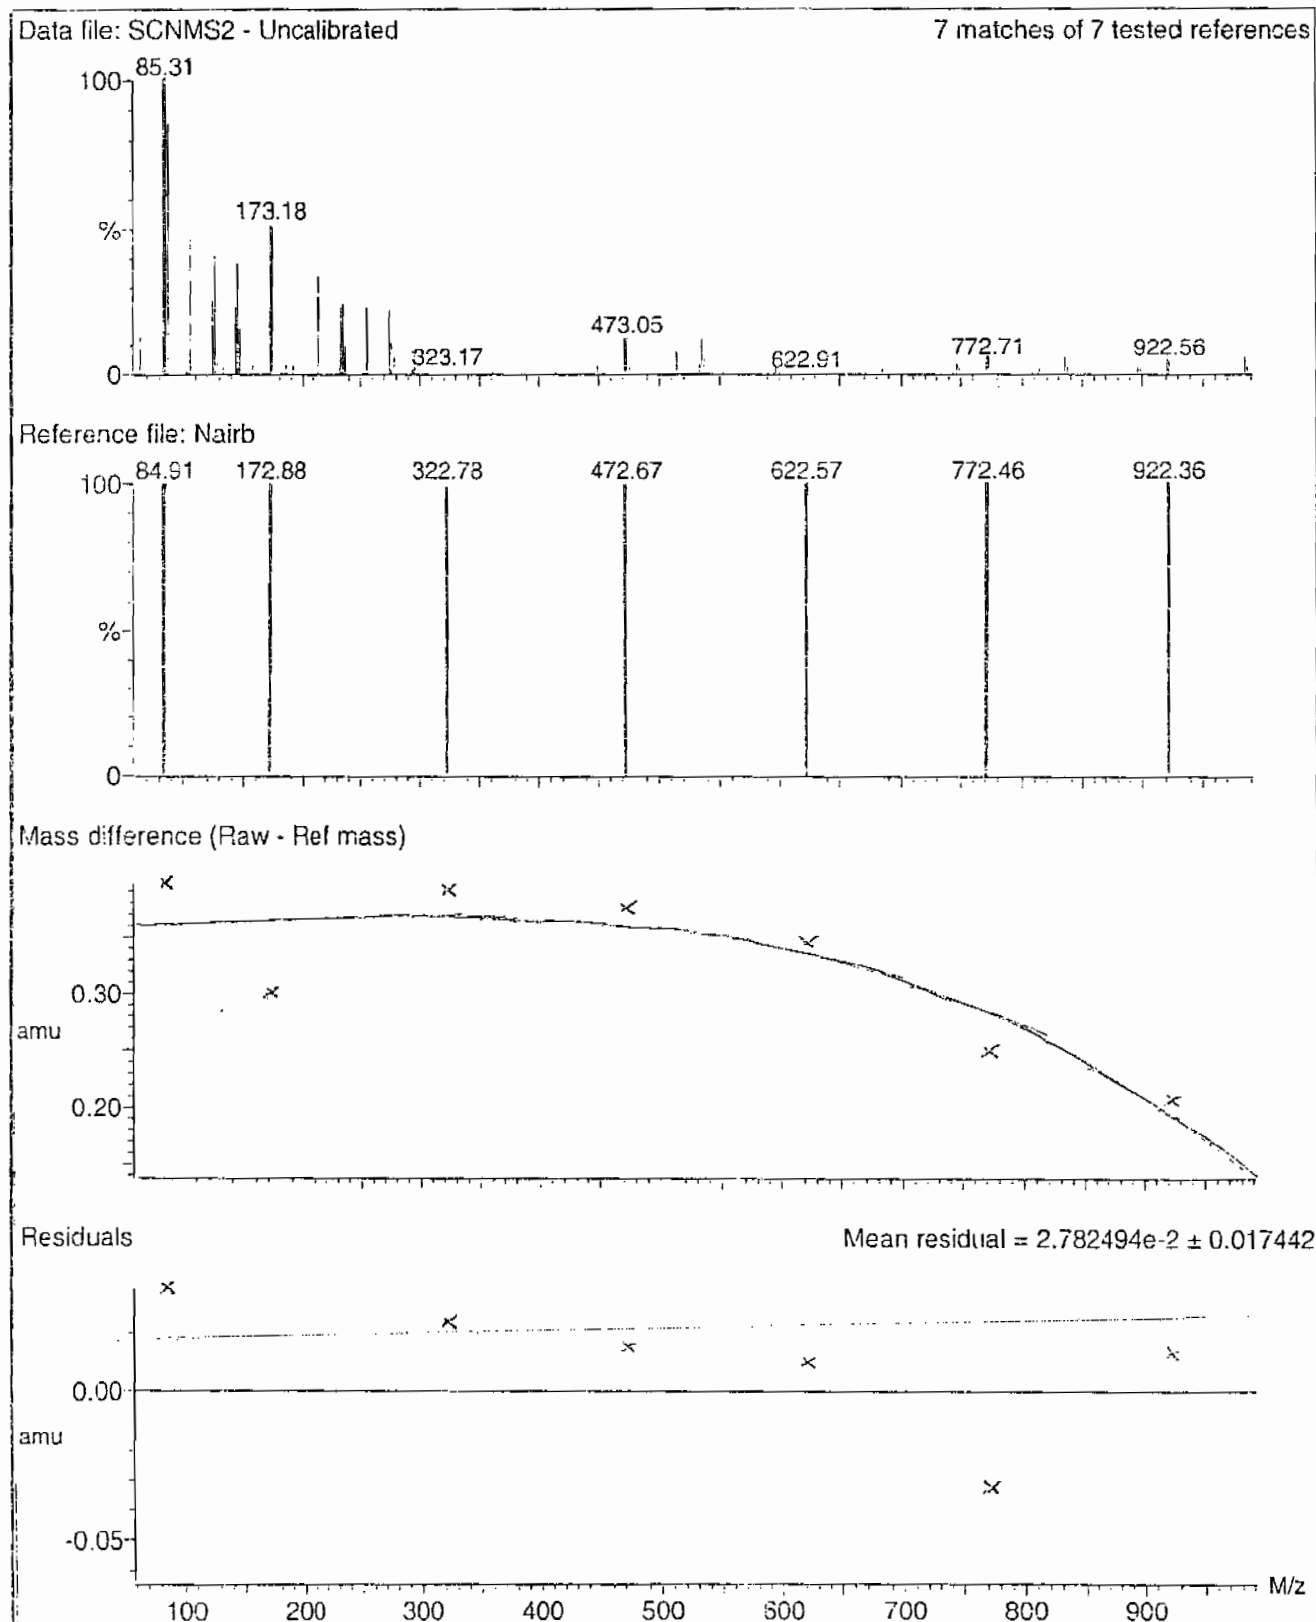 Data file: SCNMS2 - Uncalibrated 7 matches of 7 tested references
85.31
100
173.18
%
473.05
323.17
622.91
772.71
922.56
0
Reference file: Nairb
84.91 172.88 322.78 472.67 622.57 772.46 922.36
100
%
0
Mass difference (Raw - Ref mass)
0.30
amu
0.20
Residuals Mean residual = 2.782494e-2 ± 0.017442
0.00
amu
-0.05
M/z
100 200 300 400 500 600 700 800 900